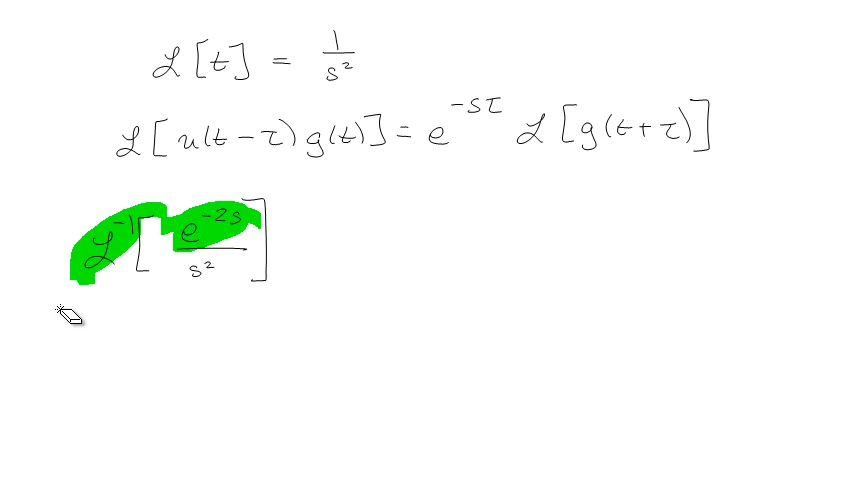 ℒ[t] = 1/s²
ℒ[u(t-τ)g(t)] = e^{-sτ} ℒ[g(t+τ)]
ℒ⁻¹[e^{-2s}/s²]